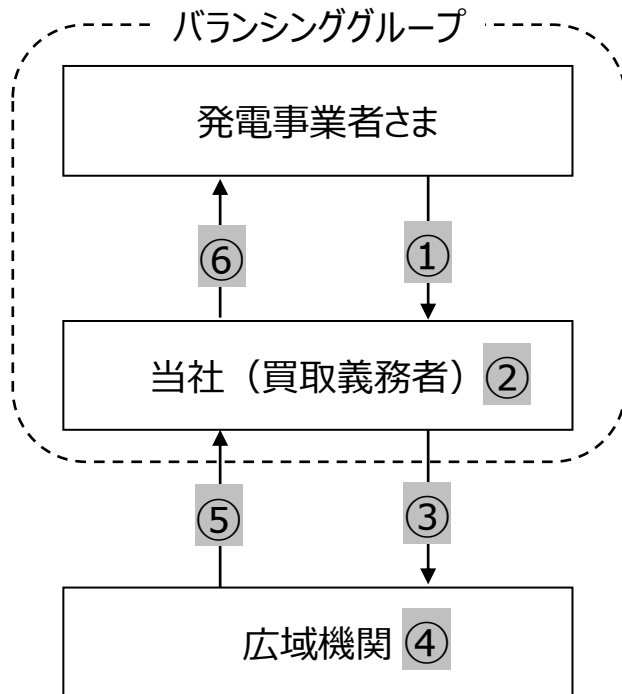 バランシンググループ
発電事業者さま
⑥ ①
当社（買取義務者）②
⑤ ③
広域機関 ④